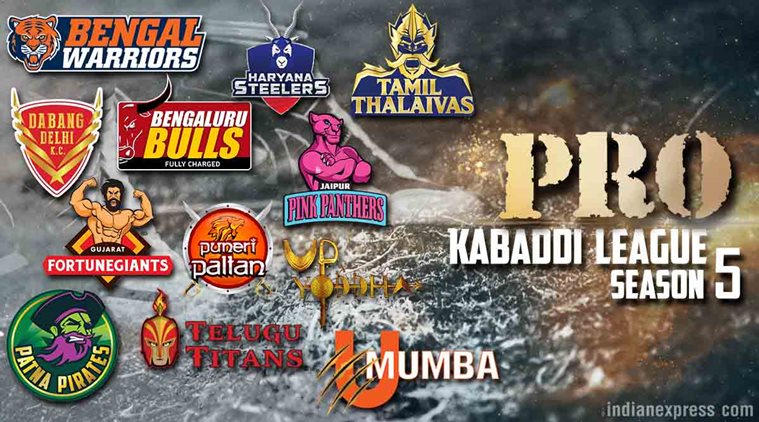 BENGAL
WARRIORS
HARYANA
STEELERS
TAMIL
THALAIVAS
DABANG
DELHI
K.C.
BENGALURU
BULLS
FULLY CHARGED
JAIPUR
PINK PANTHERS
GUJARAT
FORTUNEGIANTS
puneri
paltan
UP
YODDHA
PATNA PIRATES
TELUGU
TITANS
U MUMBA
PRO
KABADDI LEAGUE
SEASON 5
indianexpress.com